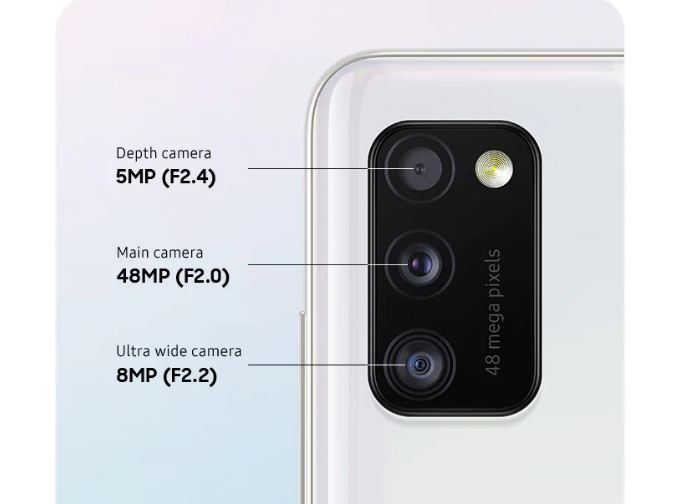 Depth camera
5MP (F2.4)
Main camera
48MP (F2.0)
Ultra wide camera
8MP (F2.2)
48 mega pixels